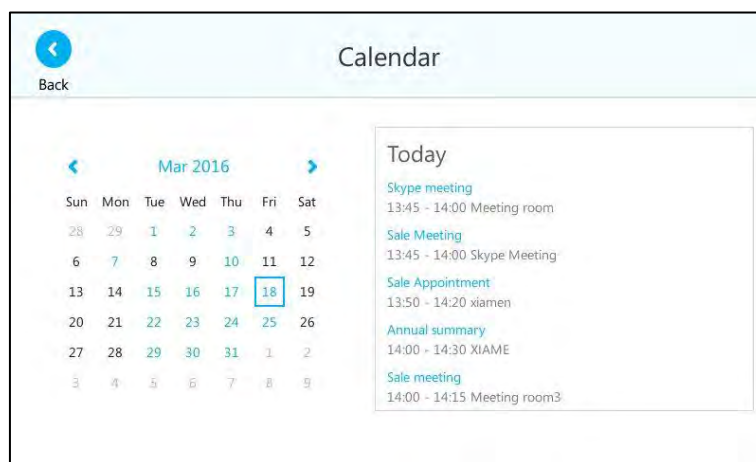 Calendar
Back
Mar 2016
Sun Mon Tue Wed Thu Fri Sat
28 29 1 2 3 4 5
6 7 8 9 10 11 12
13 14 15 16 17 18 19
20 21 22 23 24 25 26
27 28 29 30 31 1 2
3 4 5 6 7 8 9
Today
Skype meeting
13:45 - 14:00 Meeting room
Sale Meeting
13:45 - 14:00 Skype Meeting
Sale Appointment
13:50 - 14:20 xiamen
Annual summary
14:00 - 14:30 XIAME
Sale meeting
14:00 - 14:15 Meeting room3